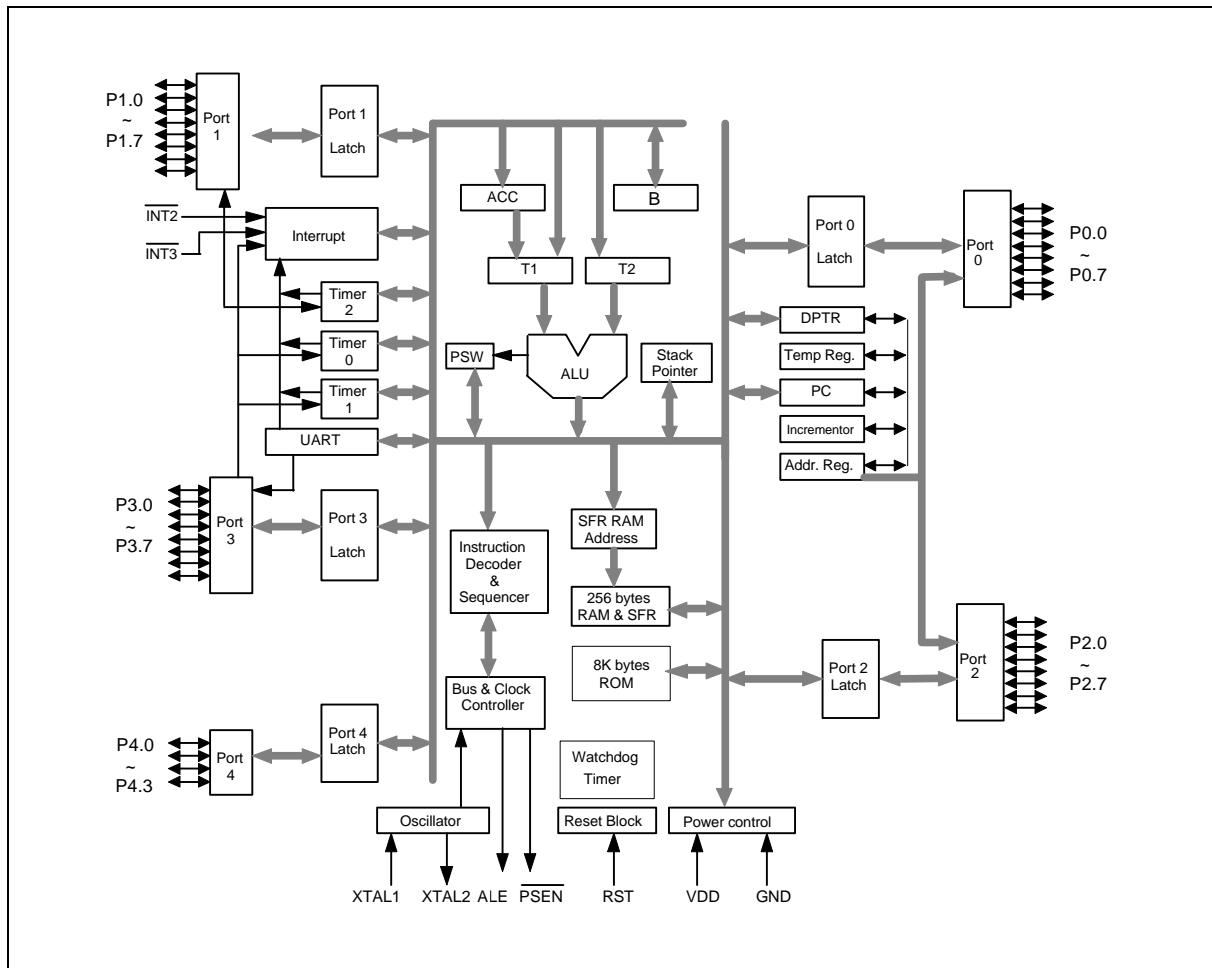 P1.0
~
P1.7
Port
1
Port 1
Latch
INT2
INT3
Interrupt
Timer
2
Timer
0
Timer
1
UART
P3.0
~
P3.7
Port
3
Port 3
Latch
P4.0
~
P4.3
Port
4
Port 4
Latch
ACC
B
T1
T2
PSW
ALU
Stack
Pointer
Instruction
Decoder
&
Sequencer
SFR RAM
Address
256 bytes
RAM & SFR
8K bytes
ROM
Bus & Clock
Controller
Watchdog
Timer
Oscillator
Reset Block
Power control
XTAL1
XTAL2
ALE
PSEN
RST
VDD
GND
Port 0
Latch
Port
0
P0.0
~
P0.7
DPTR
Temp Reg.
PC
Incrementor
Addr. Reg.
Port 2
Latch
Port
2
P2.0
~
P2.7